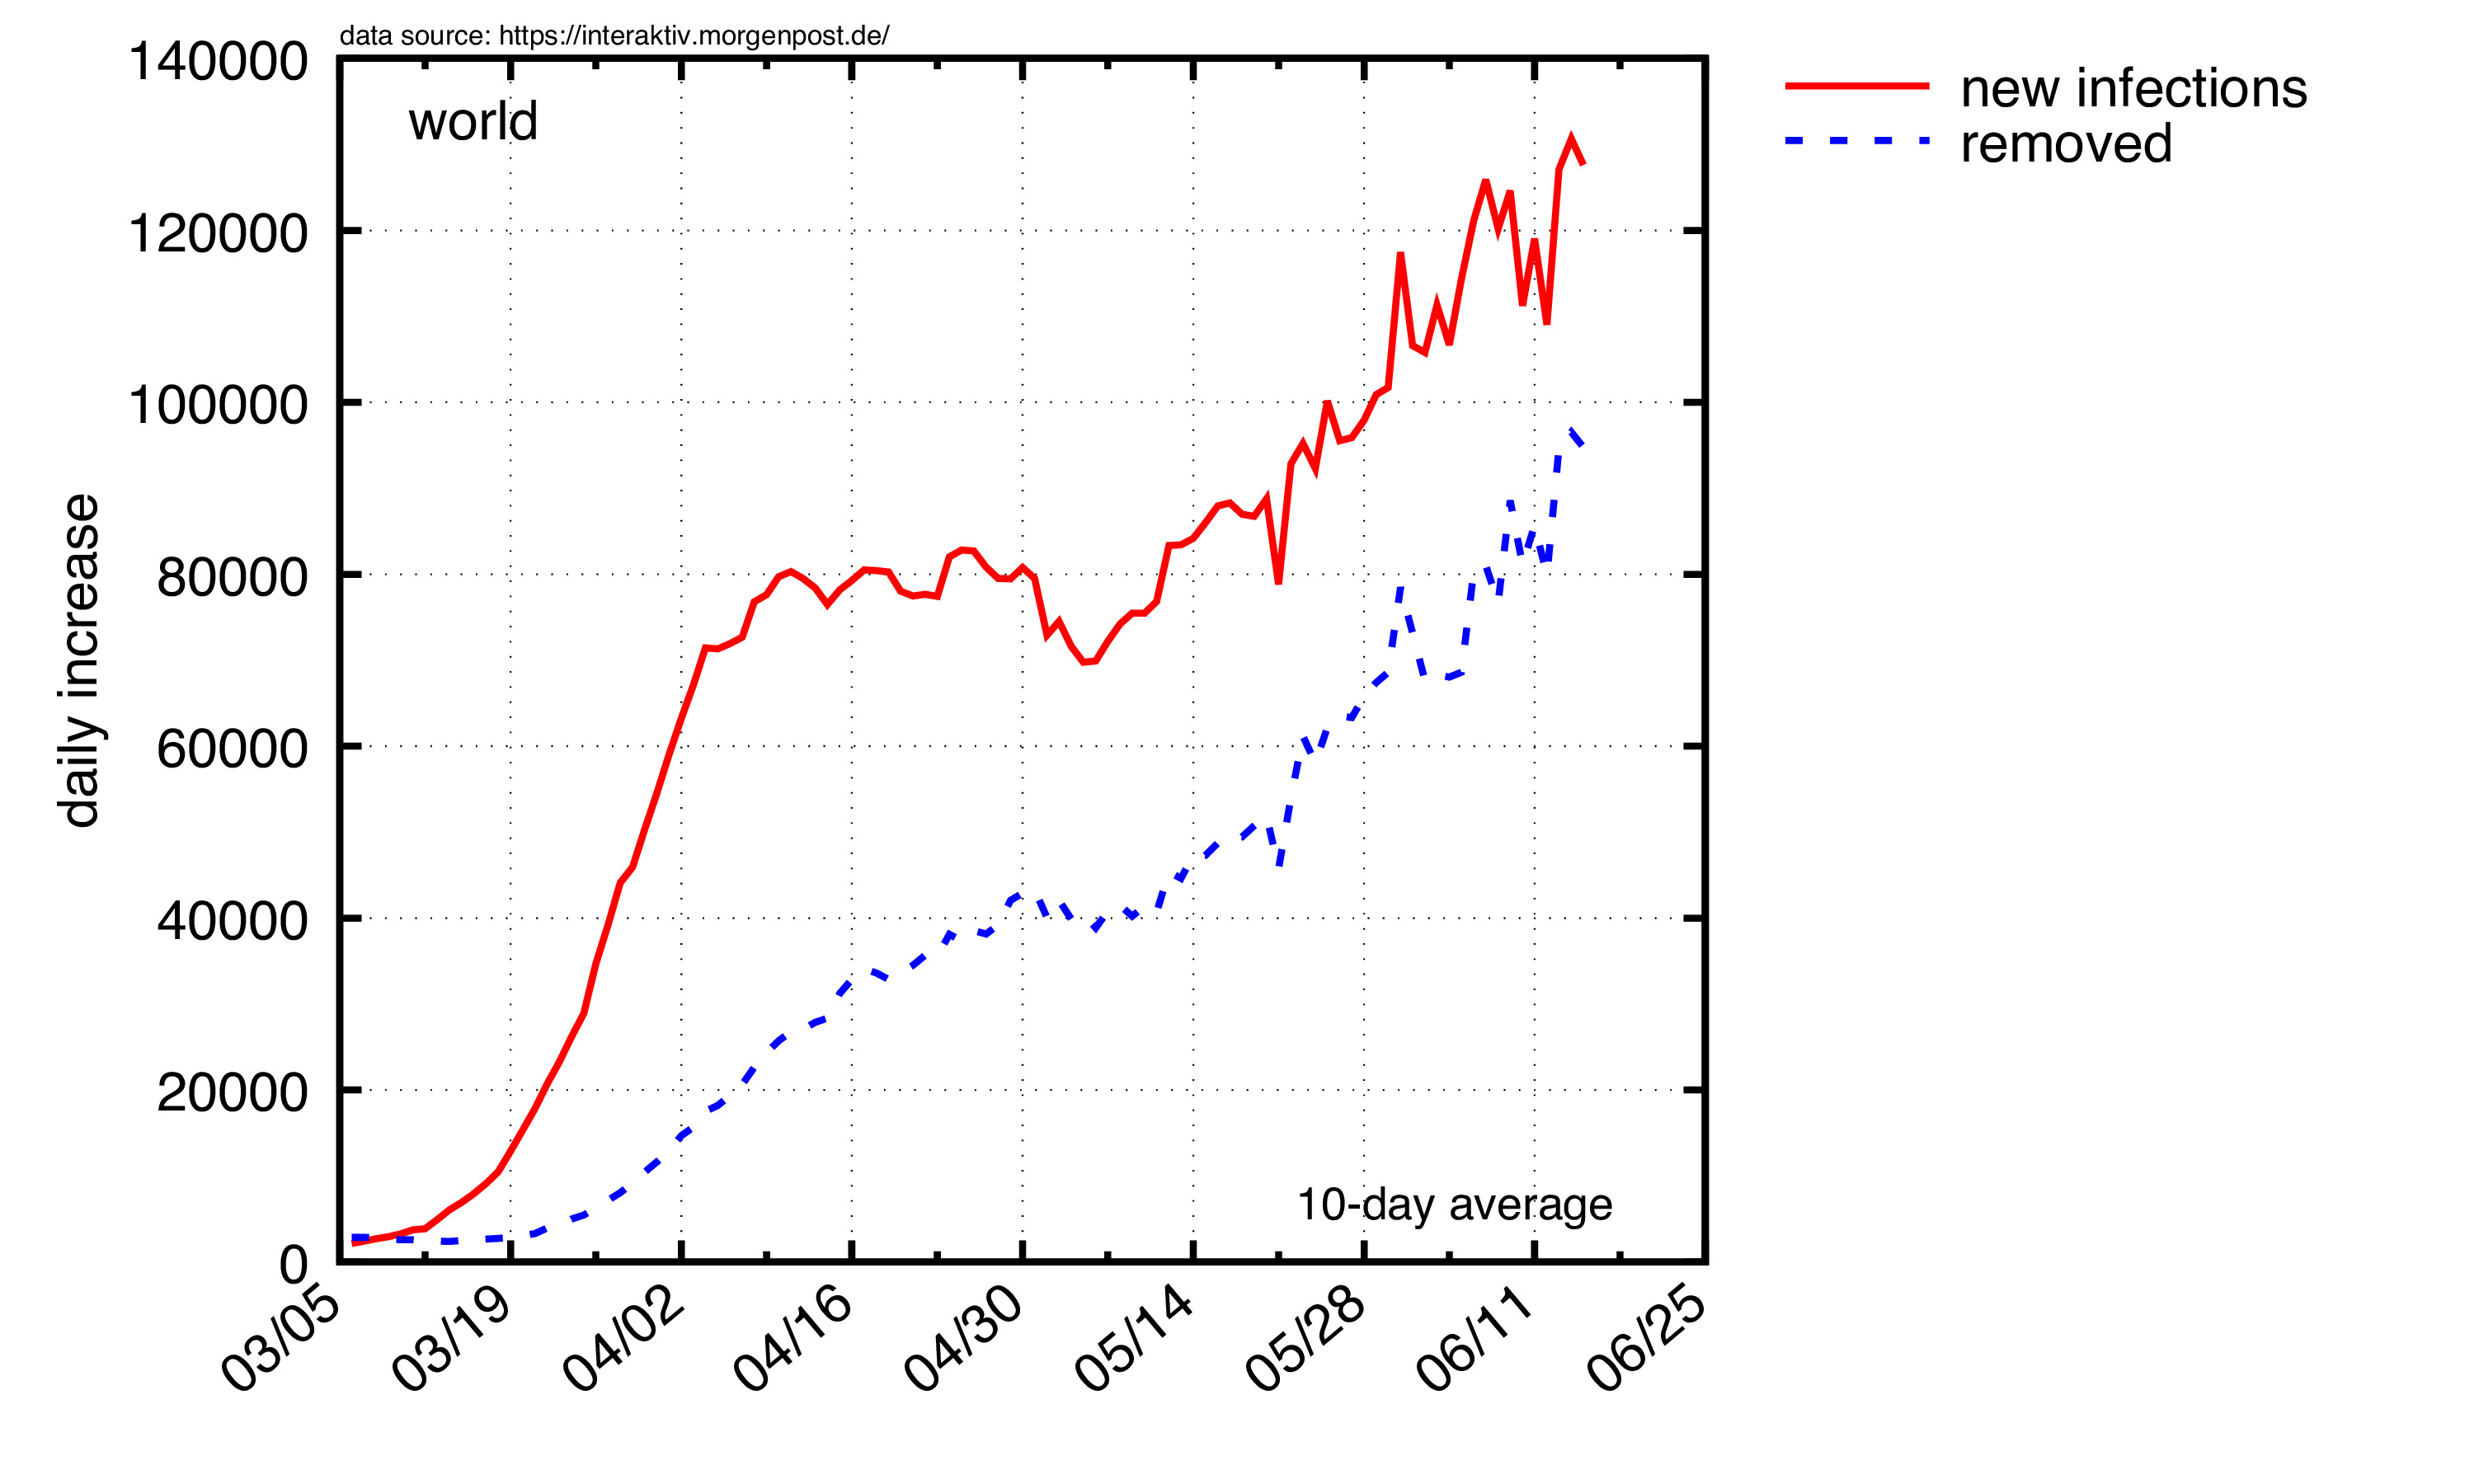 data source: https://interaktiv.morgenpost.de/
world
new infections
removed
daily increase
140000
120000
100000
80000
60000
40000
20000
0
10-day average
03/05 03/19 04/02 04/16 04/30 05/14 05/28 06/11 06/25